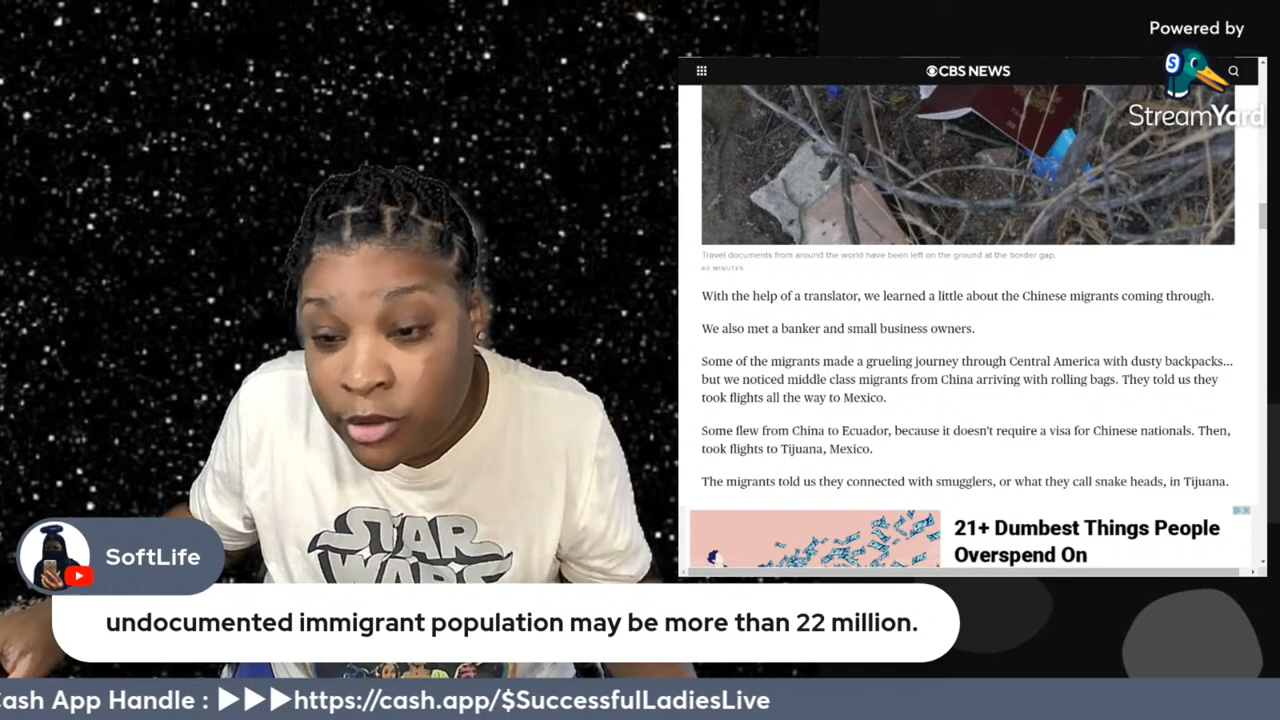 Powered by
StreamYard
CBS NEWS
Travel documents from around the world have been left on the ground at the border gap.
60 MINUTES
With the help of a translator, we learned a little about the Chinese migrants coming through.
We also met a banker and small business owners.
Some of the migrants made a grueling journey through Central America with dusty backpacks...
but we noticed middle class migrants from China arriving with rolling bags. They told us they
took flights all the way to Mexico.
Some flew from China to Ecuador, because it doesn't require a visa for Chinese nationals. Then,
took flights to Tijuana, Mexico.
The migrants told us they connected with smugglers, or what they call snake heads, in Tijuana.
21+ Dumbest Things People
Overspend On
STAR
WARS
SoftLife
undocumented immigrant population may be more than 22 million.
Cash App Handle : ▶▶▶https://cash.app/$SuccessfulLadiesLive